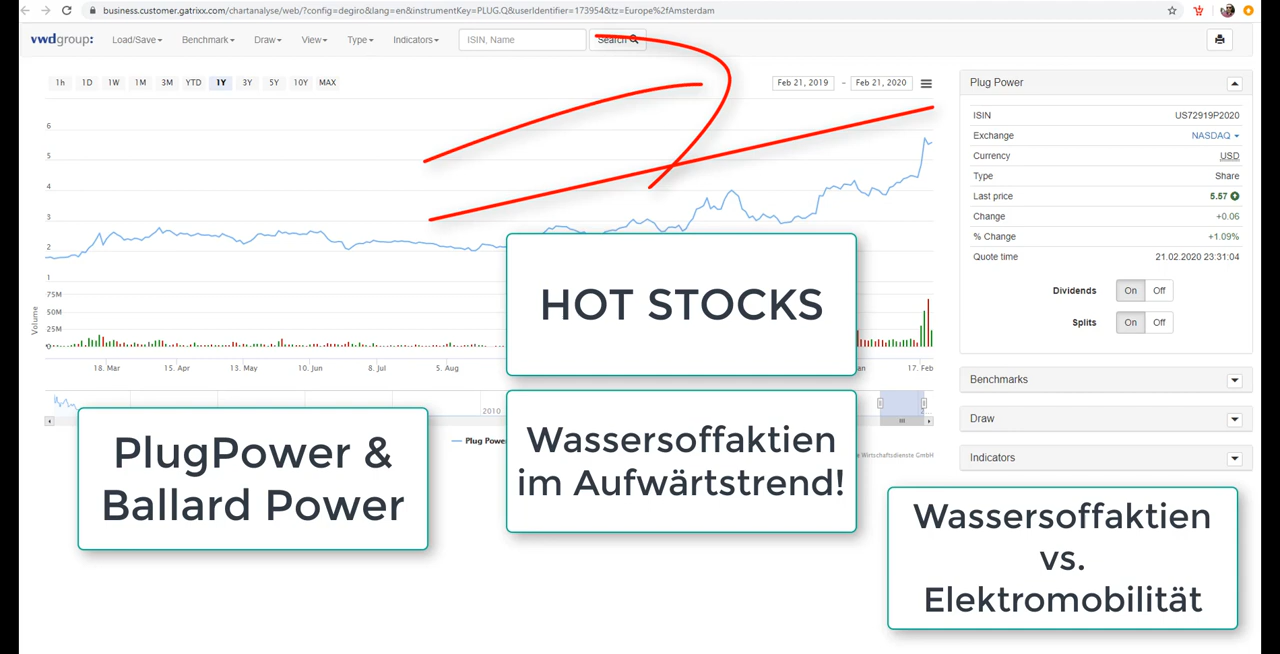 business.customer.gatrixx.com/chartanalyse/web/?config=degiro&lang=en&instrumentKey=PLUG.Q&userIdentifier=173954&tz=Europe%2fAmsterdam
vwdgroup: Load/Save Benchmark Draw View Type Indicators ISIN, Name Search
1h 1D 1W 1M 3M YTD 1Y 3Y 5Y 10Y MAX Feb 21, 2019 - Feb 21, 2020
Plug Power
ISIN US72919P2020
Exchange NASDAQ
Currency USD
Type Share
Last price 5.57
Change +0.06
% Change +1.09%
Quote time 21.02.2020 23:31:04
Dividends On Off
Splits On Off
Benchmarks
Draw
Indicators
6
5
4
3
2
1
75M
50M
25M
0
Volume
18. Mar 15. Apr 13. May 10. Jun 8. Jul 5. Aug 17. Feb
2010
Plug Power
Wirtschaftsdienste GmbH
HOT STOCKS
PlugPower &
Ballard Power
Wassersoffaktien
im Aufwärtstrend!
Wassersoffaktien
vs.
Elektromobilität